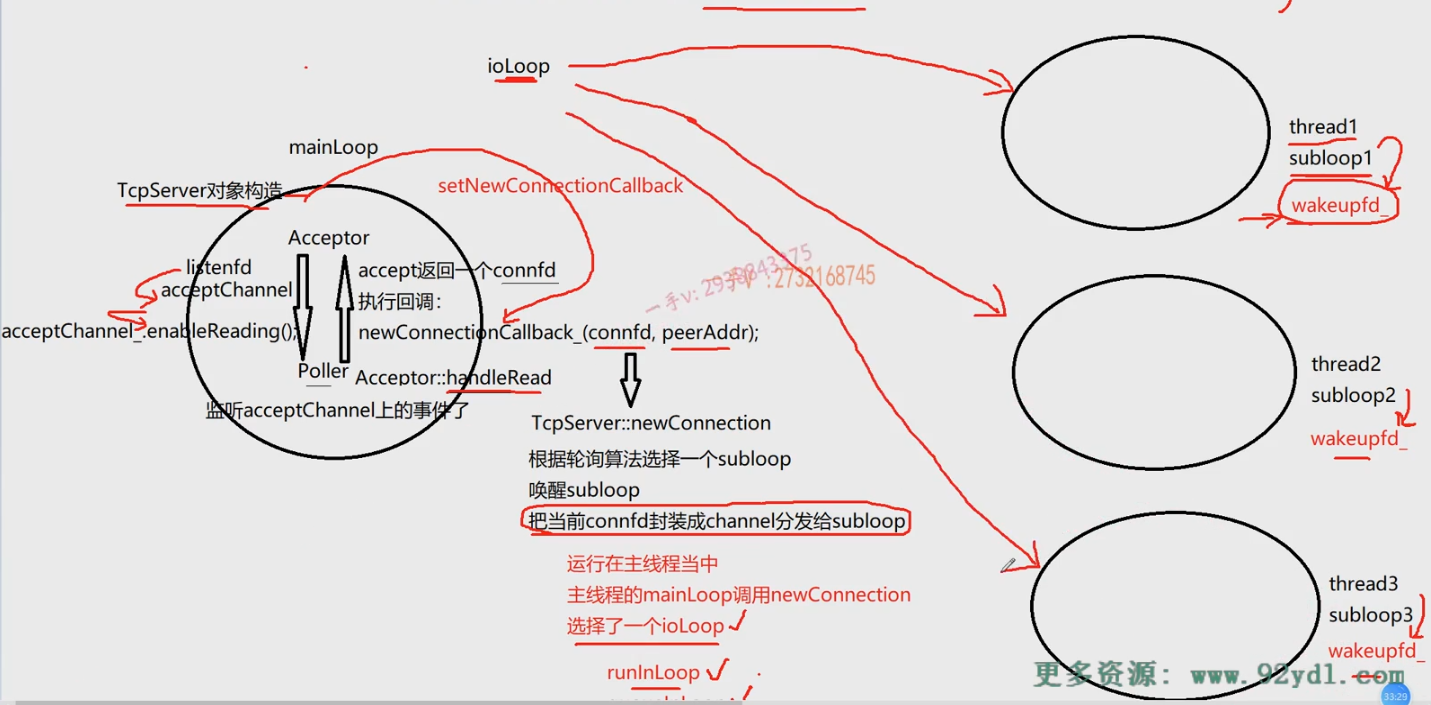 ioLoop
mainLoop
TcpServer对象构造
setNewConnectionCallback
Acceptor
listenfd
acceptChannel
accept返回一个connfd
执行回调：
acceptChannel_.enableReading();
newConnectionCallback_(connfd, peerAddr);
Poller
Acceptor::handleRead
监听acceptChannel上的事件了
TcpServer::newConnection
根据轮询算法选择一个subloop
唤醒subloop
把当前connfd封装成channel分发给subloop
运行在主线程当中
主线程的mainLoop调用newConnection
选择了一个ioLoop
runInLoop
thread1
subloop1
wakeupfd_
thread2
subloop2
wakeupfd_
thread3
subloop3
wakeupfd_
:2732168745
更多资源：www.92ydl.com
33:29